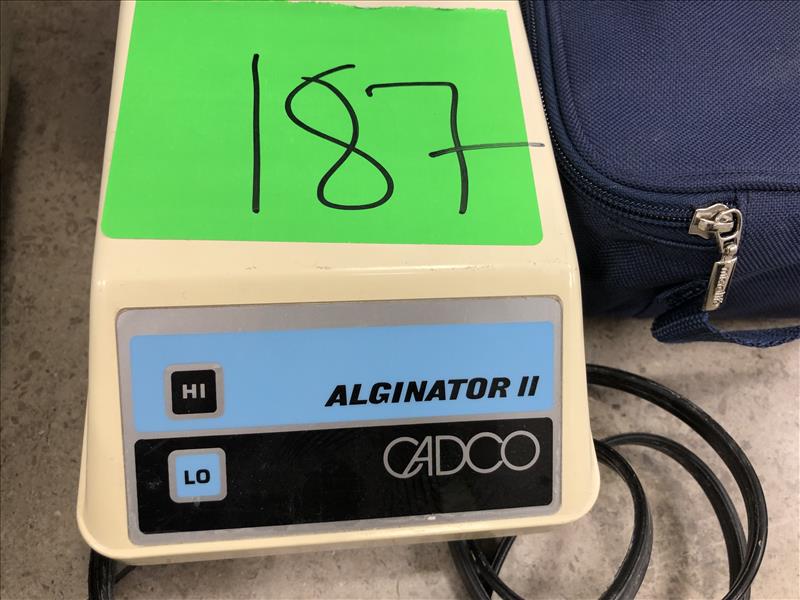 187
HI
ALGINATOR II
LO
CADCO